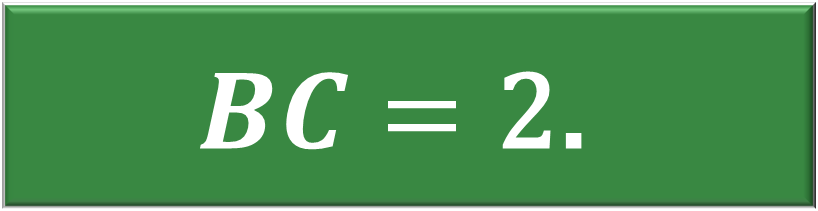 BC = 2.